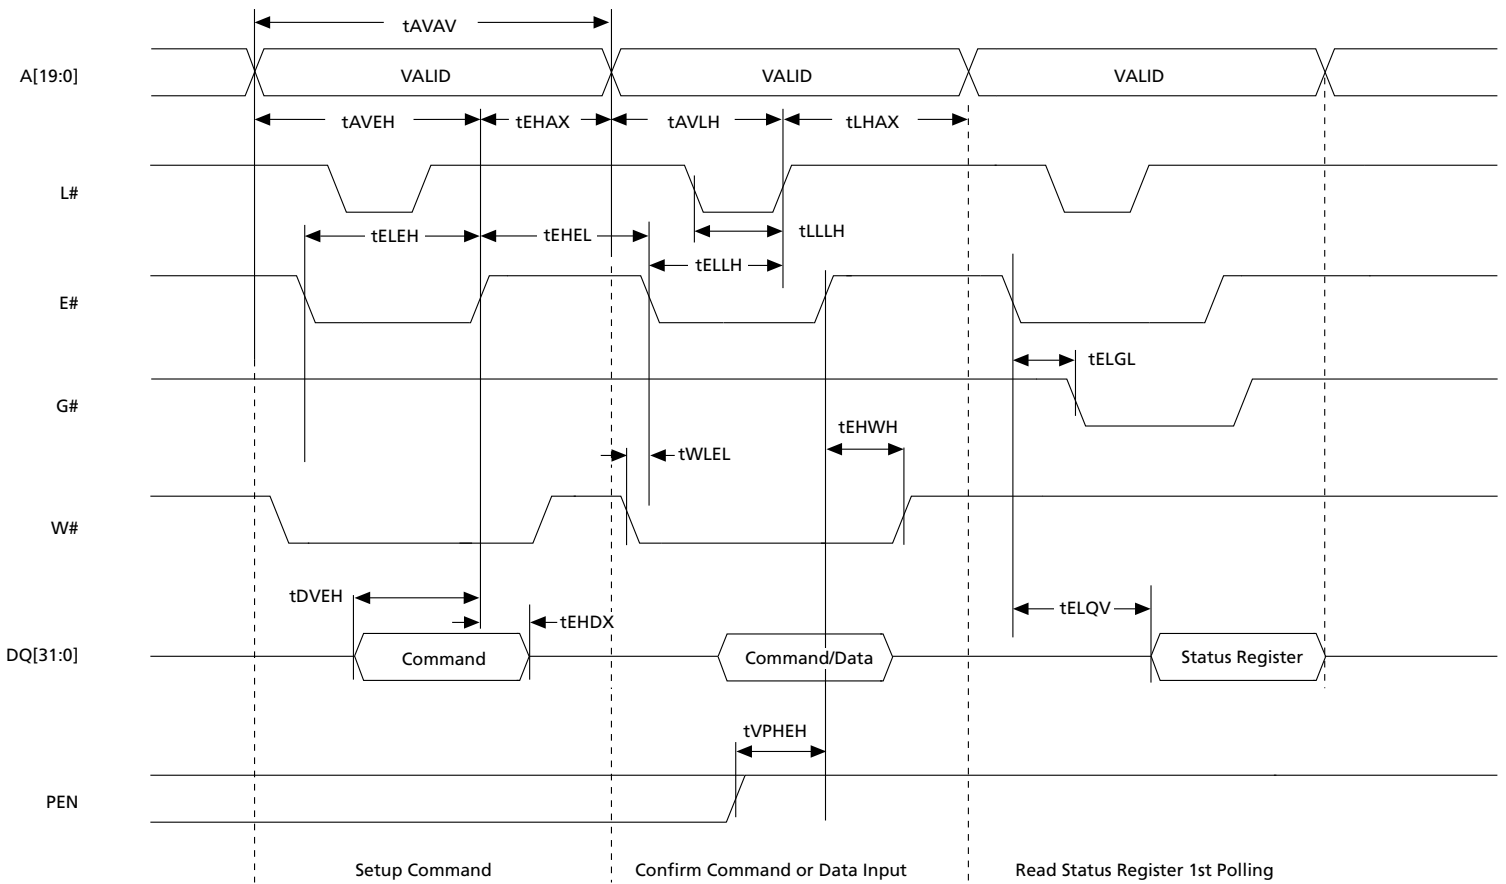 tAVAV
A[19:0]
VALID
VALID
VALID
tAVEH
tEHAX
tAVLH
tLHAX
L#
tELEH
tEHEL
tLLLH
tELLH
E#
tELGL
G#
tEHWH
tWLEL
W#
tDVEH
tEHDX
tELQV
DQ[31:0]
Command
Command/Data
Status Register
tVPHEH
PEN
Setup Command
Confirm Command or Data Input
Read Status Register 1st Polling